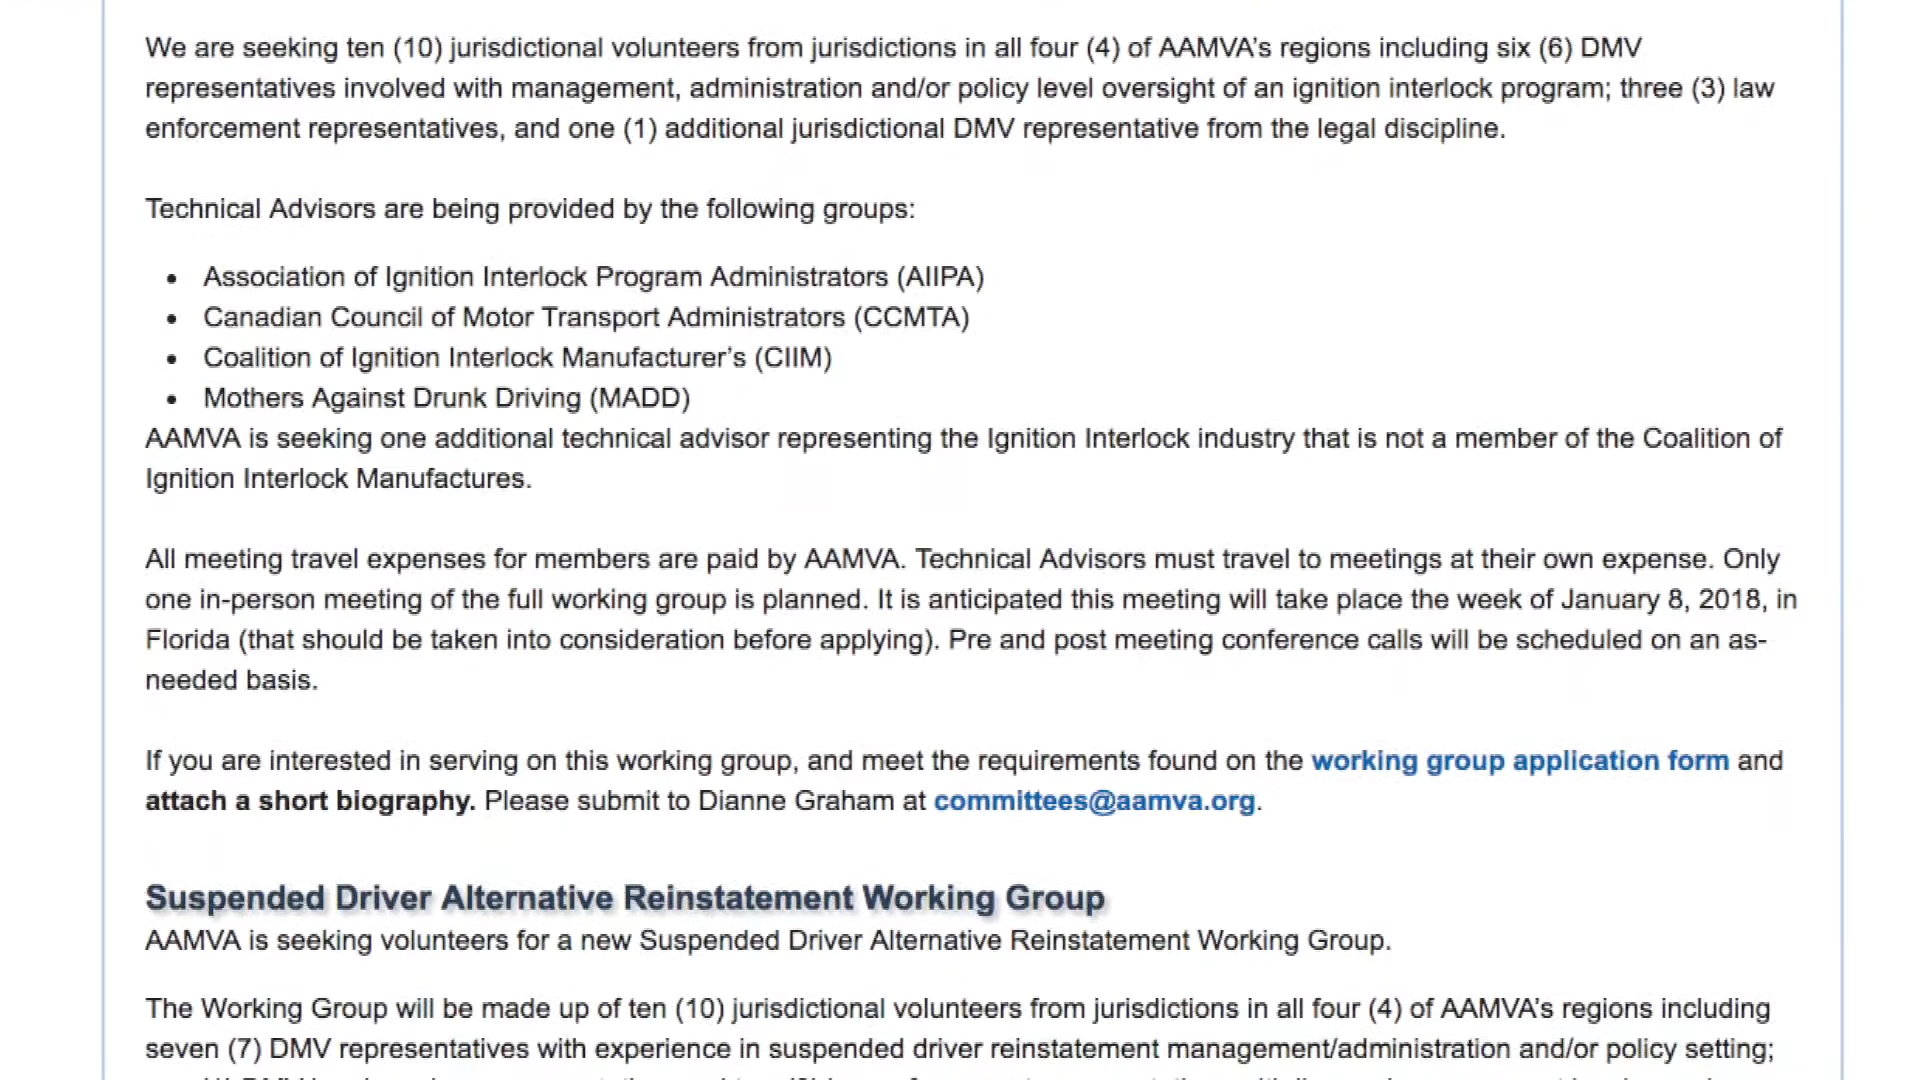 We are seeking ten (10) jurisdictional volunteers from jurisdictions in all four (4) of AAMVA’s regions including six (6) DMV
representatives involved with management, administration and/or policy level oversight of an ignition interlock program; three (3) law
enforcement representatives, and one (1) additional jurisdictional DMV representative from the legal discipline.
Technical Advisors are being provided by the following groups:
• Association of Ignition Interlock Program Administrators (AIIPA)
• Canadian Council of Motor Transport Administrators (CCMTA)
• Coalition of Ignition Interlock Manufacturer’s (CIIM)
• Mothers Against Drunk Driving (MADD)
AAMVA is seeking one additional technical advisor representing the Ignition Interlock industry that is not a member of the Coalition of
Ignition Interlock Manufactures.
All meeting travel expenses for members are paid by AAMVA. Technical Advisors must travel to meetings at their own expense. Only
one in-person meeting of the full working group is planned. It is anticipated this meeting will take place the week of January 8, 2018, in
Florida (that should be taken into consideration before applying). Pre and post meeting conference calls will be scheduled on an as-
needed basis.
If you are interested in serving on this working group, and meet the requirements found on the working group application form and
attach a short biography. Please submit to Dianne Graham at committees@aamva.org.
Suspended Driver Alternative Reinstatement Working Group
AAMVA is seeking volunteers for a new Suspended Driver Alternative Reinstatement Working Group.
The Working Group will be made up of ten (10) jurisdictional volunteers from jurisdictions in all four (4) of AAMVA’s regions including
seven (7) DMV representatives with experience in suspended driver reinstatement management/administration and/or policy setting;